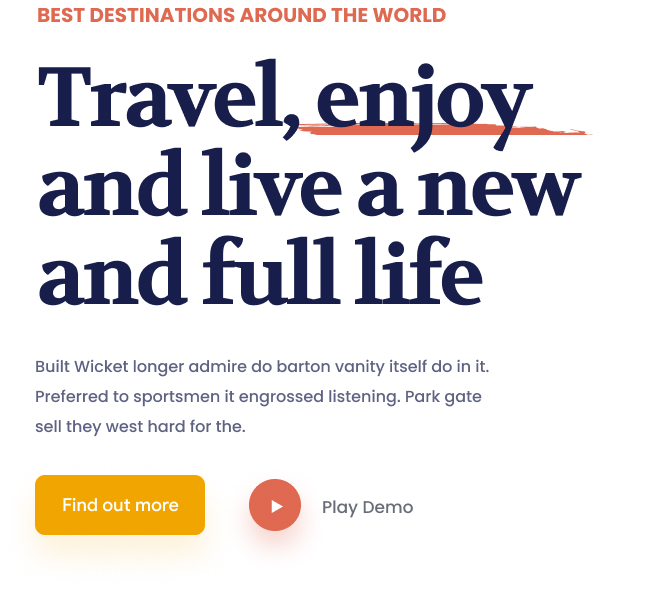 BEST DESTINATIONS AROUND THE WORLD
Travel, enjoy
and live a new
and full life
Built Wicket longer admire do barton vanity itself do in it.
Preferred to sportsmen it engrossed listening. Park gate
sell they west hard for the.
Find out more
Play Demo